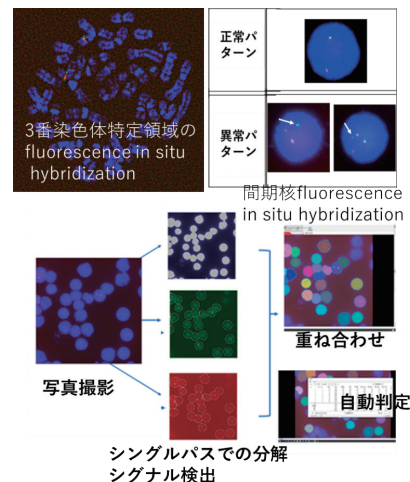 正常パ
ターン
3番染色体特定領域の
fluorescence in situ
hybridization
異常パ
ターン
間期核fluorescence
in situ hybridization
写真撮影
重ね合わせ
自動判定
シングルパスでの分解
シグナル検出